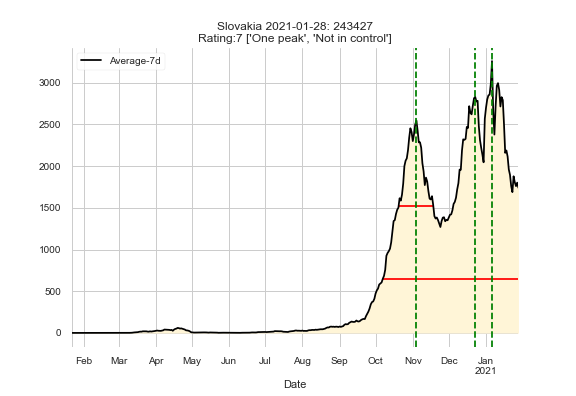 Slovakia 2021-01-28: 243427
Rating:7 ['One peak', 'Not in control']
Average-7d
3000
2500
2000
1500
1000
500
0
Feb Mar Apr May Jun Jul Aug Sep Oct Nov Dec Jan
2021
Date